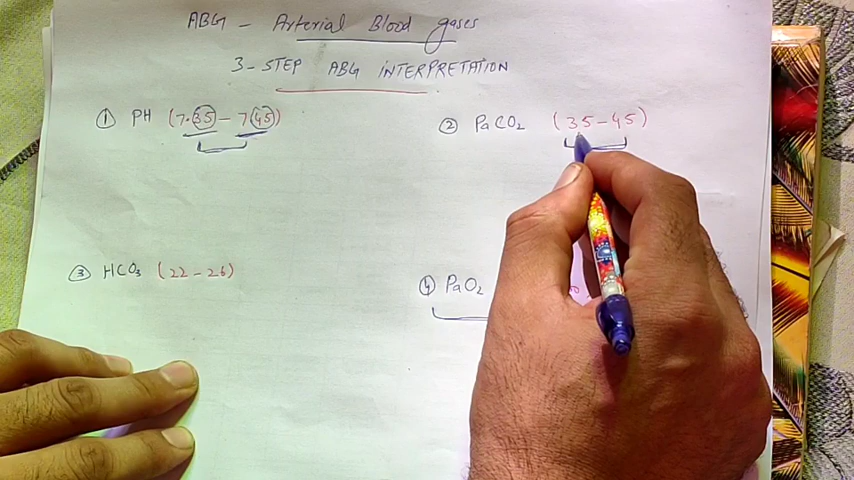 ABG - Arterial Blood gases
3-STEP ABG INTERPRETATION
① PH (7.35 - 7.45)
② PaCO₂ (35-45)
③ HCO₃ (22-26)
④ PaO₂